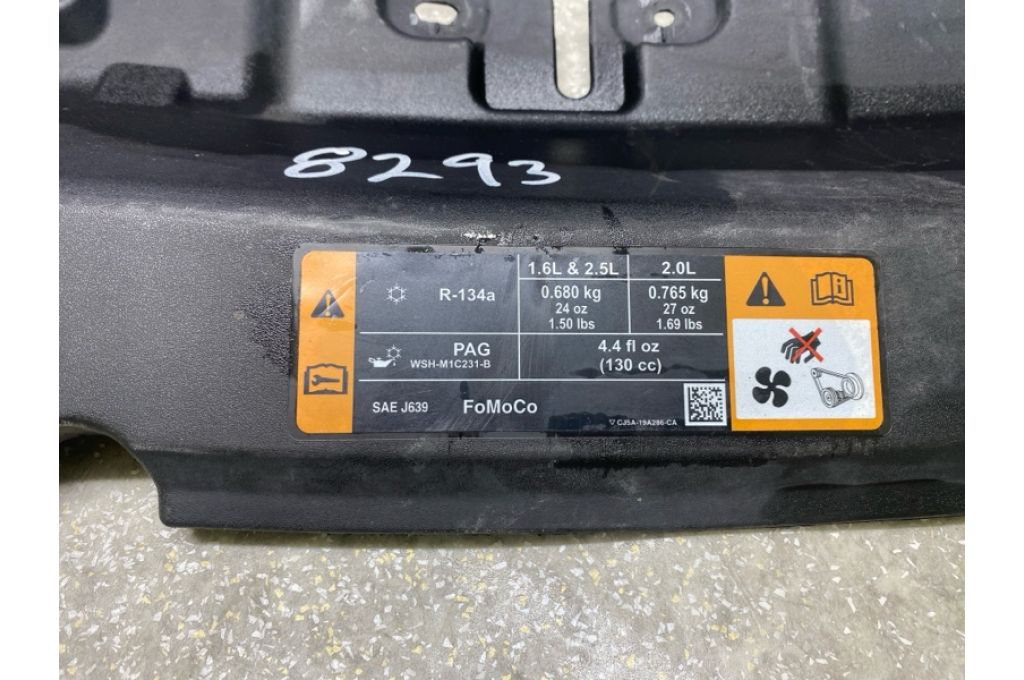 8293
1.6L & 2.5L 2.0L
R-134a 0.680 kg 0.765 kg
24 oz 27 oz
1.50 lbs 1.69 lbs
PAG 4.4 fl oz
WSH-M1C231-B (130 cc)
SAE J639 FoMoCo
▽ CJ5A-19A286-CA